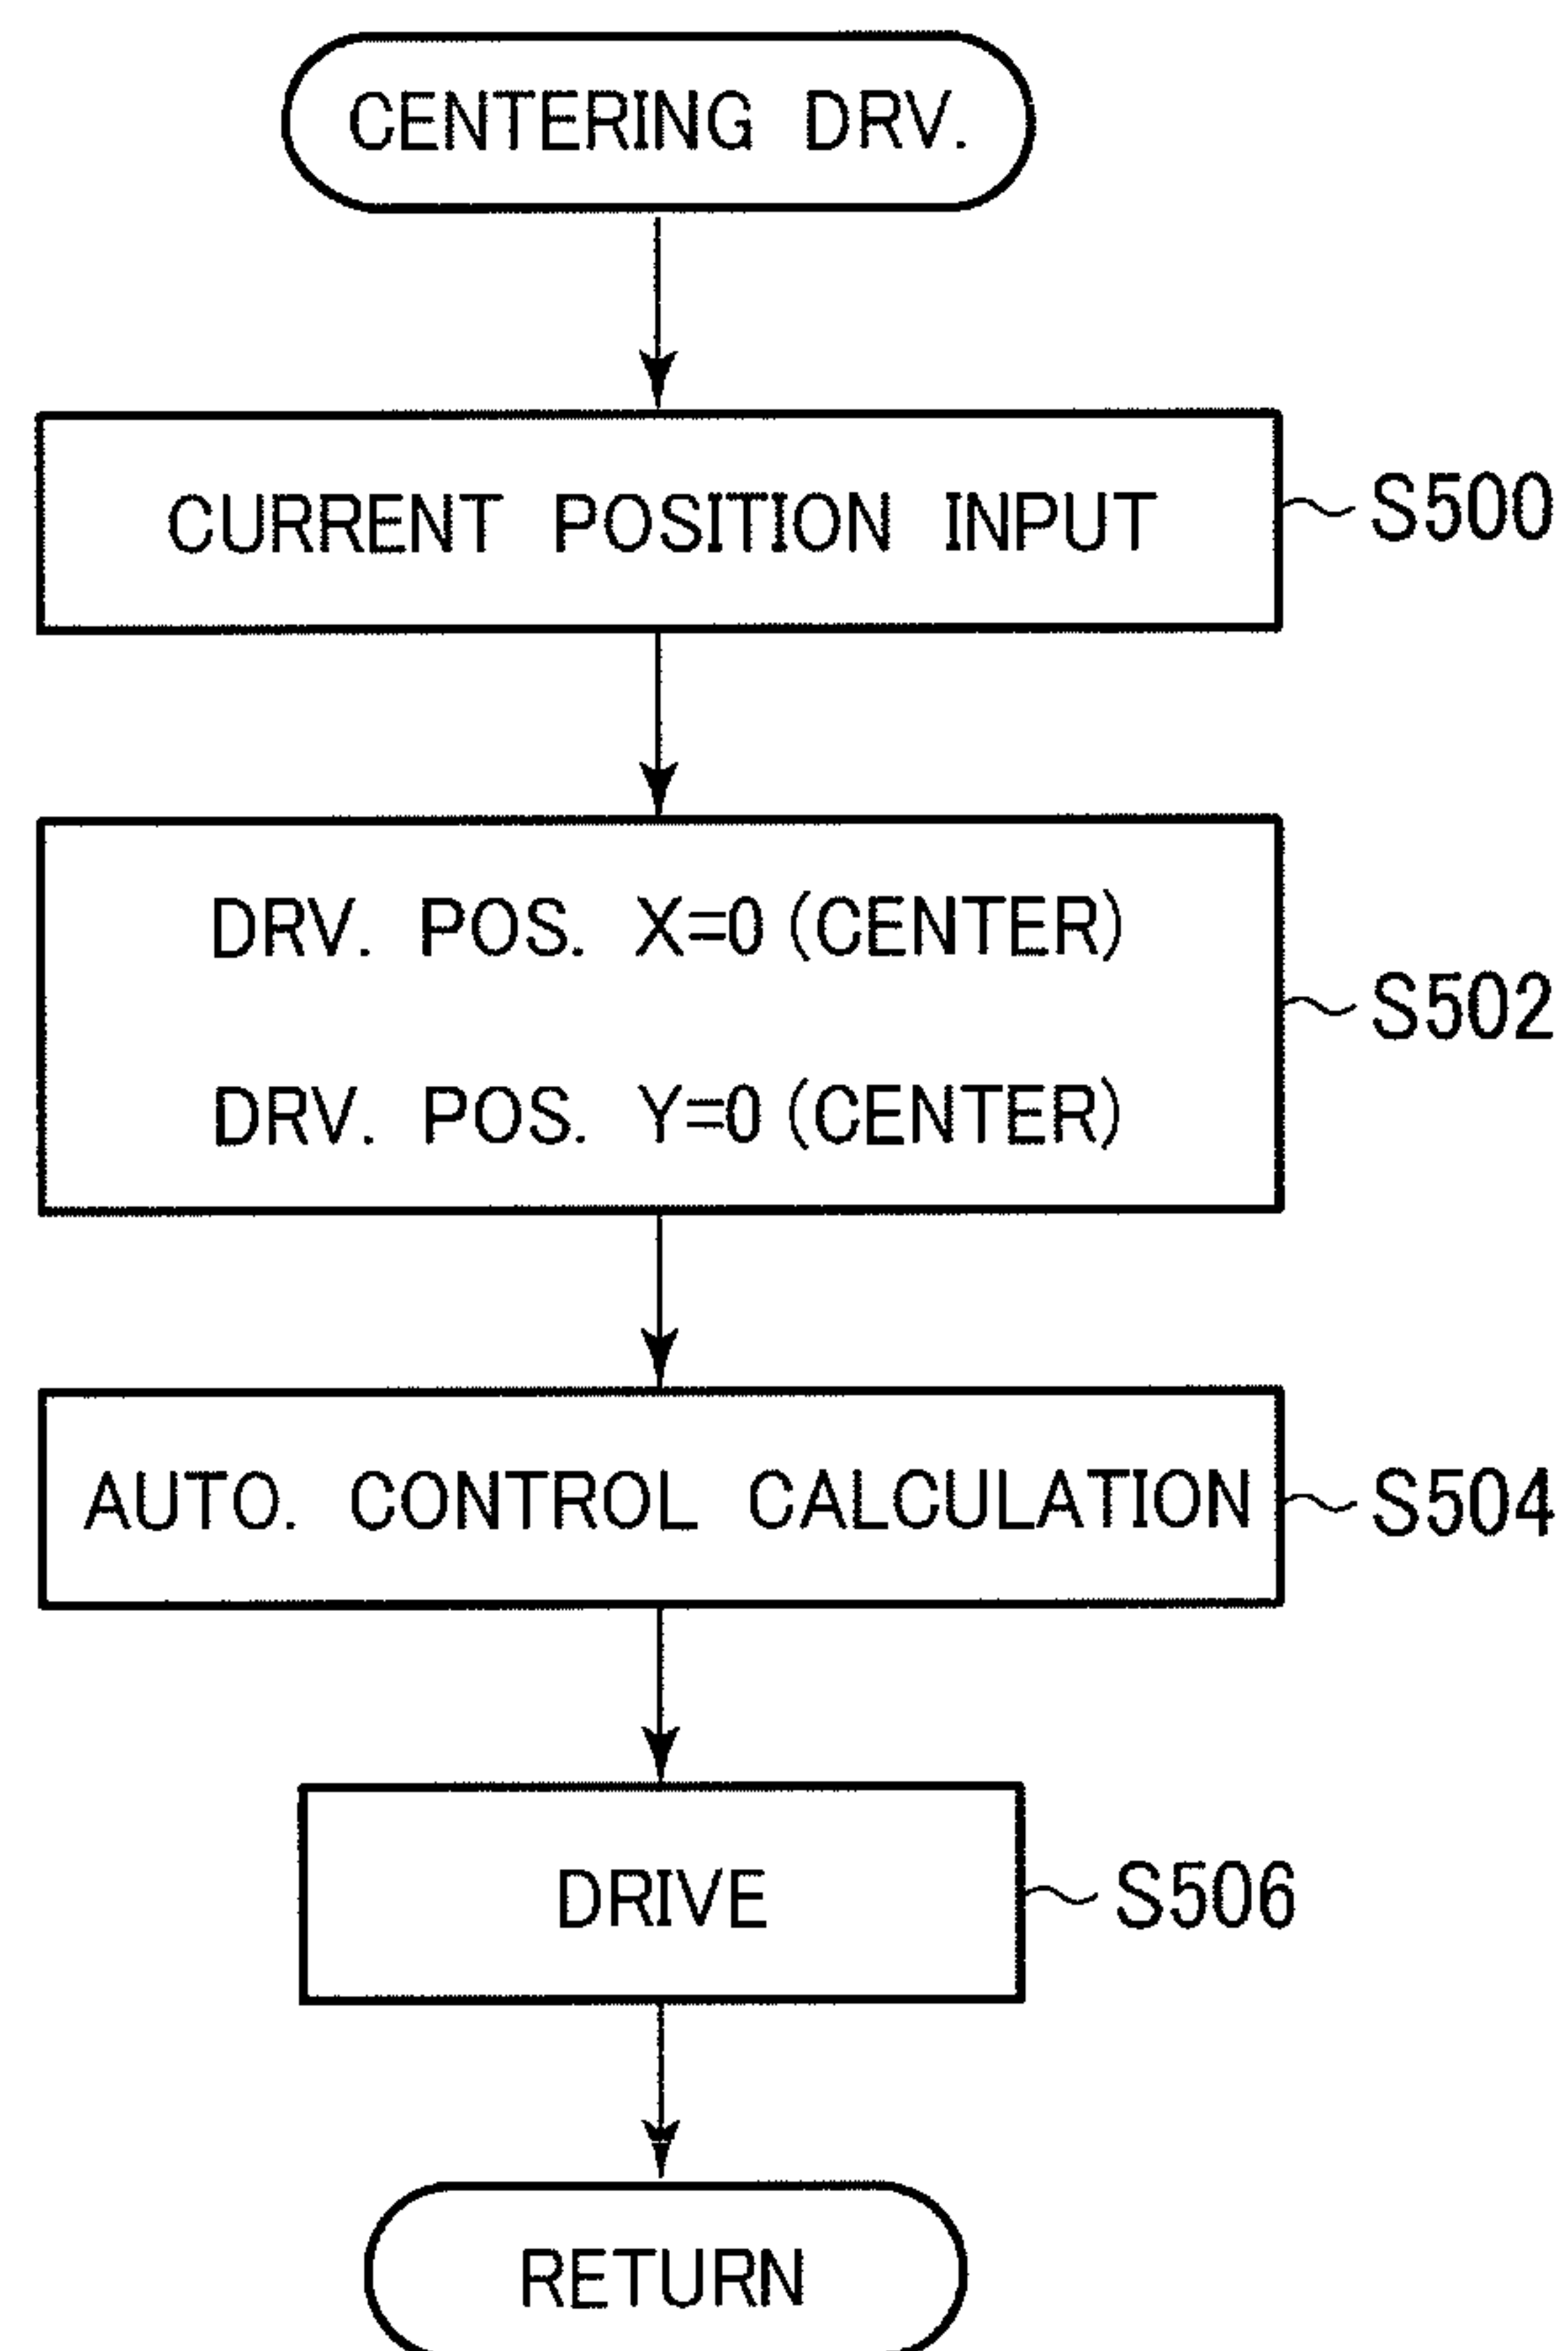 CENTERING DRV.
CURRENT POSITION INPUT
S500
DRV. POS. X=0 (CENTER)
DRV. POS. Y=0 (CENTER)
S502
AUTO. CONTROL CALCULATION
S504
DRIVE
S506
RETURN